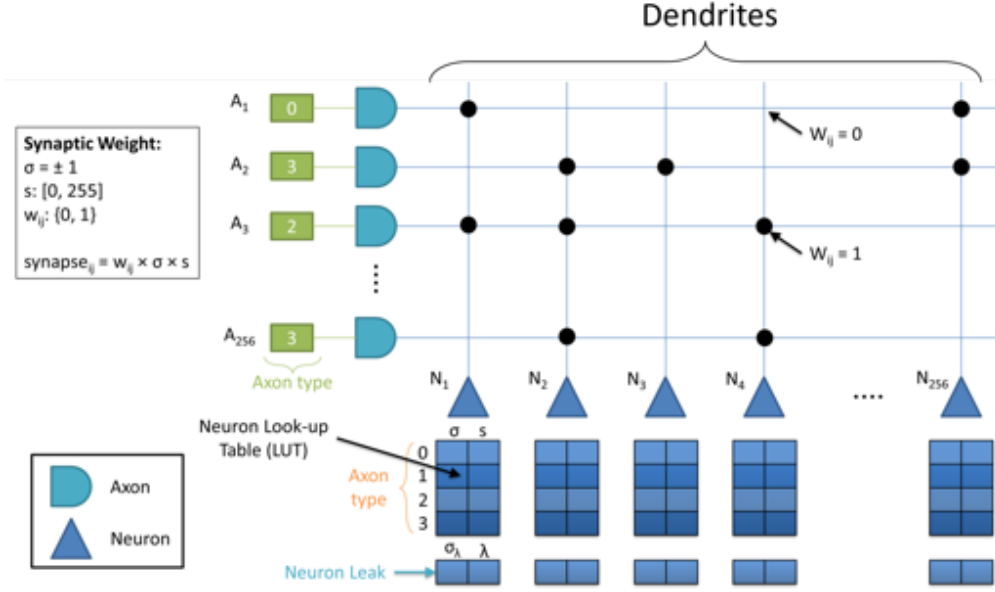 Dendrites
A1
0
Wij = 0
Synaptic Weight:
σ = ± 1
s: [0, 255]
wij: {0, 1}
synapseij = wij × σ × s
A2
3
A3
2
Wij = 1
A256
3
Axon type
N1
N2
N3
N4
N256
σ s
Neuron Look-up
Table (LUT)
Axon
type
0
1
2
3
σλ λ
Neuron Leak
Axon
Neuron